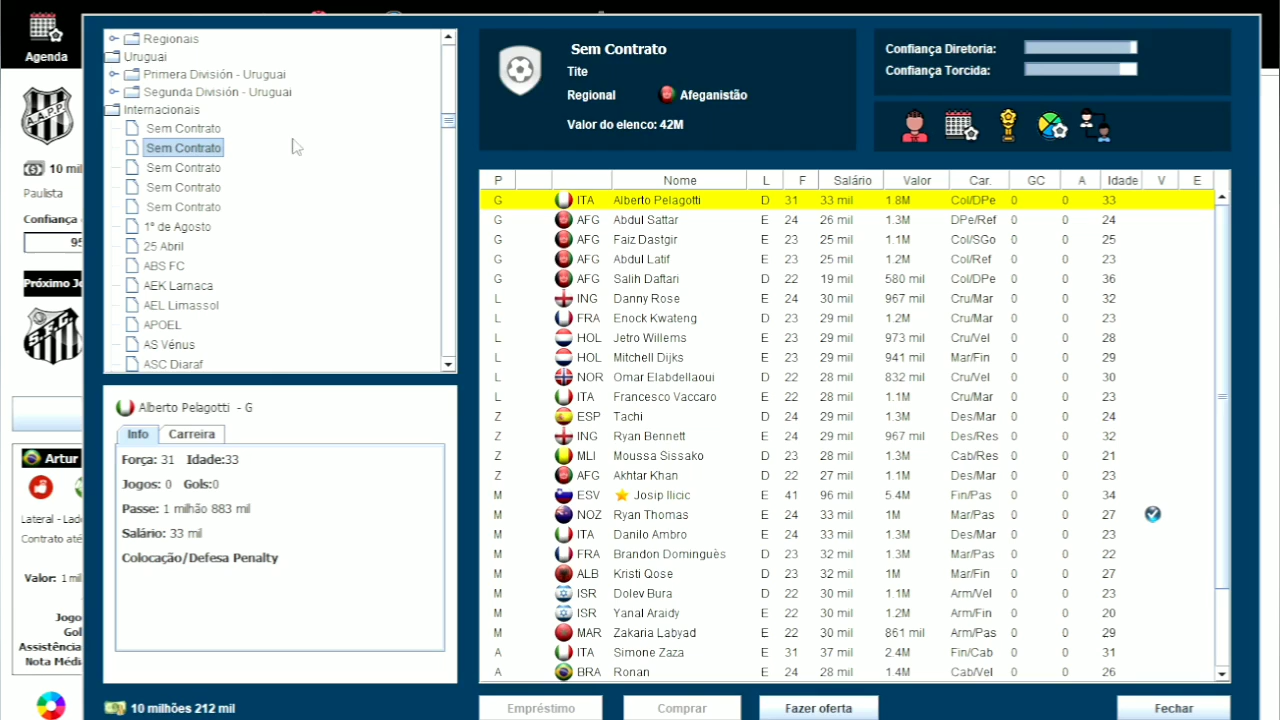 Agenda
A.A.P.P.
10 mil
Paulista
Confiança
95
Próximo Jo
Artur
Lateral - Lad
Contrato até
Valor: 1 mil
Jogo
Gol
Assistência
Nota Médi
Regionais
Uruguai
Primera División - Uruguai
Segunda División - Uruguai
Internacionais
Sem Contrato
Sem Contrato
Sem Contrato
Sem Contrato
Sem Contrato
1º de Agosto
25 Abril
ABS FC
AEK Larnaca
AEL Limassol
APOEL
AS Vénus
ASC Diaraf
Alberto Pelagotti - G
Info Carreira
Força: 31 Idade:33
Jogos: 0 Gols:0
Passe: 1 milhão 883 mil
Salário: 33 mil
Colocação/Defesa Penalty
10 milhões 212 mil
Sem Contrato
Tite
Regional Afeganistão
Valor do elenco: 42M
Confiança Diretoria:
Confiança Torcida:
P Nome L F Salário Valor Car. GC A Idade V E
G ITA Alberto Pelagotti D 31 33 mil 1.8M Col/DPe 0 0 33
G AFG Abdul Sattar E 24 26 mil 1.3M DPe/Ref 0 0 24
G AFG Faiz Dastgir E 23 25 mil 1.1M Col/SGo 0 0 25
G AFG Abdul Latif E 23 25 mil 1.2M Col/Ref 0 0 23
G AFG Salih Daftari D 22 19 mil 580 mil Col/DPe 0 0 36
L ING Danny Rose E 24 30 mil 967 mil Cru/Mar 0 0 32
L FRA Enock Kwateng D 23 29 mil 1.2M Cru/Mar 0 0 23
L HOL Jetro Willems E 23 29 mil 973 mil Cru/Vel 0 0 28
L HOL Mitchell Dijks E 23 29 mil 941 mil Mar/Fin 0 0 29
L NOR Omar Elabdellaoui D 22 28 mil 832 mil Cru/Vel 0 0 30
L ITA Francesco Vaccaro E 22 28 mil 1.1M Cru/Mar 0 0 23
Z ESP Tachi D 24 29 mil 1.3M Des/Mar 0 0 24
Z ING Ryan Bennett E 24 29 mil 967 mil Des/Res 0 0 32
Z MLI Moussa Sissako D 23 28 mil 1.3M Cab/Res 0 0 21
Z AFG Akhtar Khan D 22 27 mil 1.1M Des/Mar 0 0 23
M ESV Josip Ilicic E 41 96 mil 5.4M Fin/Pas 0 0 34
M NOZ Ryan Thomas E 24 33 mil 1M Mar/Pas 0 0 27
M ITA Danilo Ambro E 24 33 mil 1.3M Des/Mar 0 0 23
M FRA Brandon Domingués D 23 32 mil 1.3M Mar/Pas 0 0 22
M ALB Kristi Qose D 23 32 mil 1M Mar/Fin 0 0 27
M ISR Dolev Bura D 22 30 mil 1.1M Arm/Vel 0 0 23
M ISR Yanal Araidy E 22 30 mil 1.2M Arm/Fin 0 0 20
M MAR Zakaria Labyad E 22 30 mil 861 mil Arm/Pas 0 0 29
A ITA Simone Zaza E 31 37 mil 2.4M Fin/Cab 0 0 31
A BRA Ronan E 24 28 mil 1.4M Cab/Vel 0 0 26
Empréstimo Comprar Fazer oferta Fechar